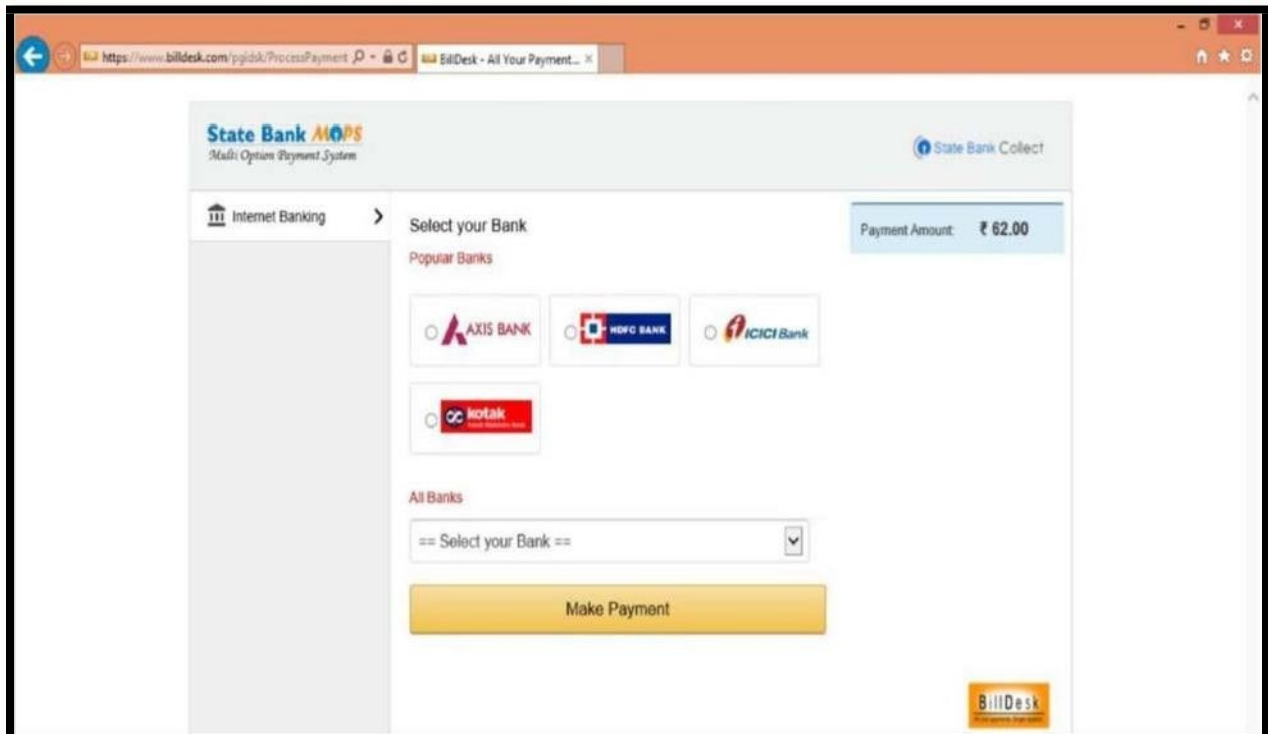 https://www.billdesk.com/pgidsk/ProcessPayment
BillDesk - All Your Payment...
State Bank MOPS
Multi Option Payment System
State Bank Collect
Internet Banking
Select your Bank
Payment Amount: ₹ 62.00
Popular Banks
AXIS BANK
HDFC BANK
ICICI Bank
kotak
All Banks
== Select your Bank ==
Make Payment
BillDesk